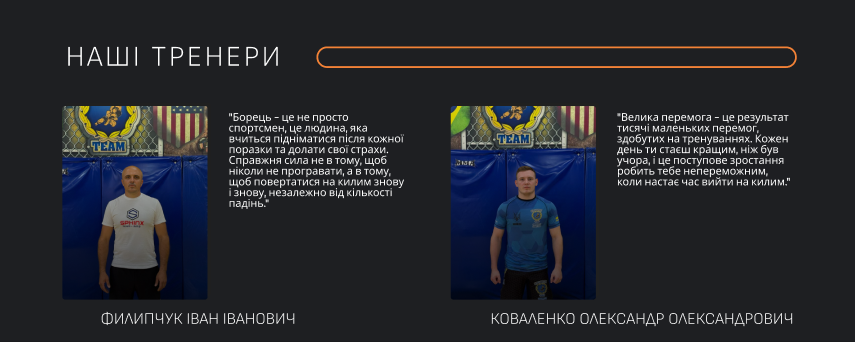 НАШІ ТРЕНЕРИ
TEAM
SPHINX
"Борець – це не просто
спортсмен, це людина, яка
вчиться підніматися після кожної
поразки та долати свої страхи.
Справжня сила не в тому, щоб
ніколи не програвати, а в тому,
щоб повертатися на килим знову
і знову, незалежно від кількості
падінь."
ФИЛИПЧУК ІВАН ІВАНОВИЧ
TEAM
"Велика перемога – це результат
тисячі маленьких перемог,
здобутих на тренуваннях. Кожен
день ти стаєш кращим, ніж був
учора, і це поступове зростання
робить тебе непереможним,
коли настає час вийти на килим."
КОВАЛЕНКО ОЛЕКСАНДР ОЛЕКСАНДРОВИЧ